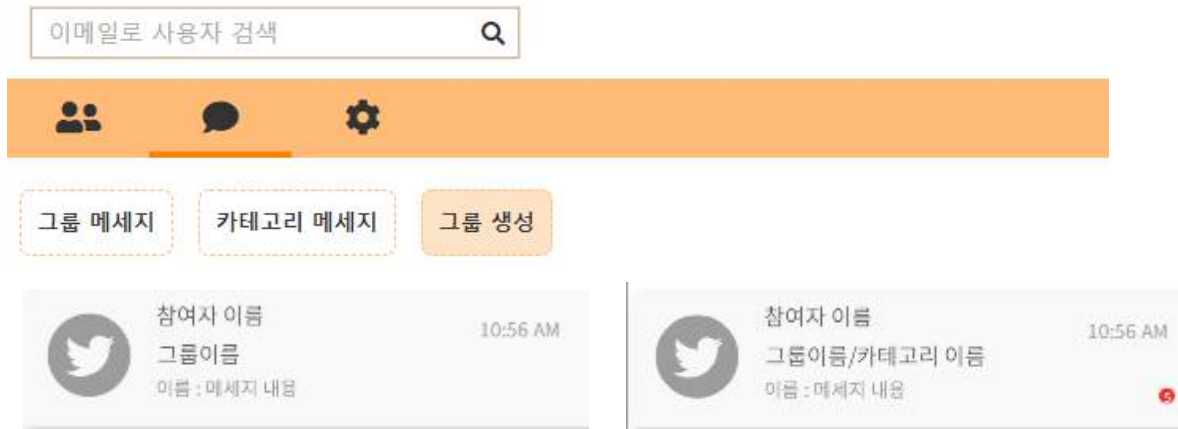 이메일로 사용자 검색
그룹 메세지
카테고리 메세지
그룹 생성
참여자 이름
10:56 AM
그룹이름
이름 : 메세지 내용
참여자 이름
10:56 AM
그룹이름/카테고리 이름
이름 : 메세지 내용